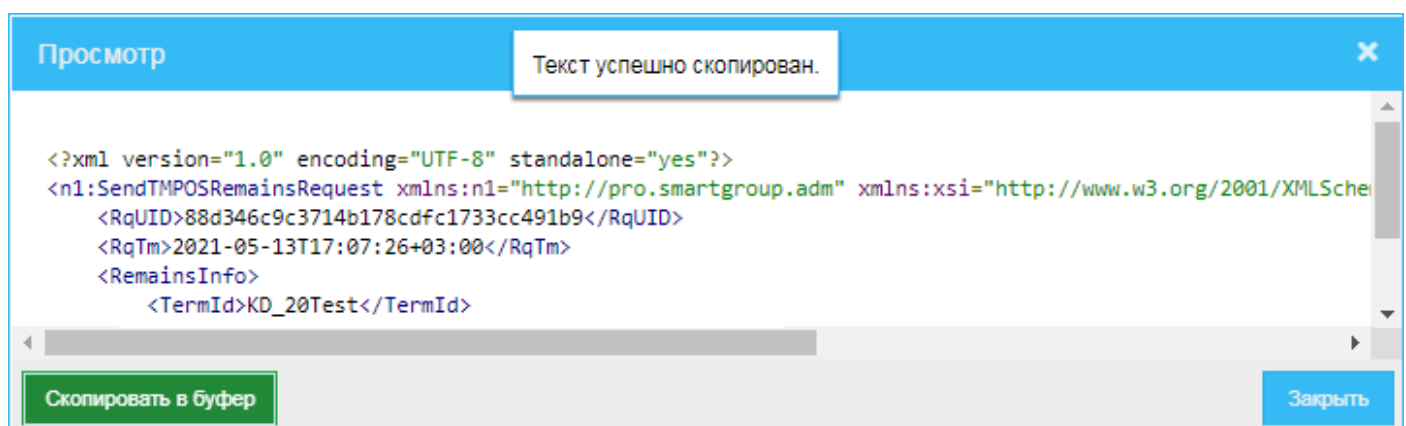 Просмотр
Текст успешно скопирован.
<?xml version="1.0" encoding="UTF-8" standalone="yes"?>
<n1:SendTMPOSRemainsRequest xmlns:n1="http://pro.smartgroup.adm" xmlns:xsi="http://www.w3.org/2001/XMLSche
<RqUID>88d346c9c3714b178cdfc1733cc491b9</RqUID>
<RqTm>2021-05-13T17:07:26+03:00</RqTm>
<RemainsInfo>
<TermId>KD_20Test</TermId>
Скопировать в буфер
Закрыть